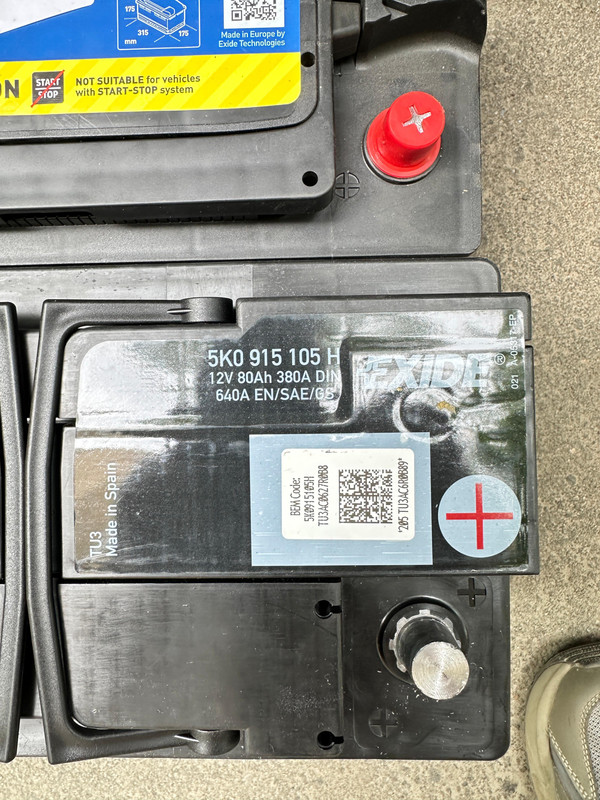 175
315
175
mm
Made in Europe by
Exide Technologies
ON
START
STOP
NOT SUITABLE for vehicles
with START-STOP system
5K0 915 105 H
12V 80Ah 380A DIN
640A EN/SAE/GS
EXIDE®
TU3
Made in Spain
BEM Code:
5K0915105H
TU3AC0627R0B8